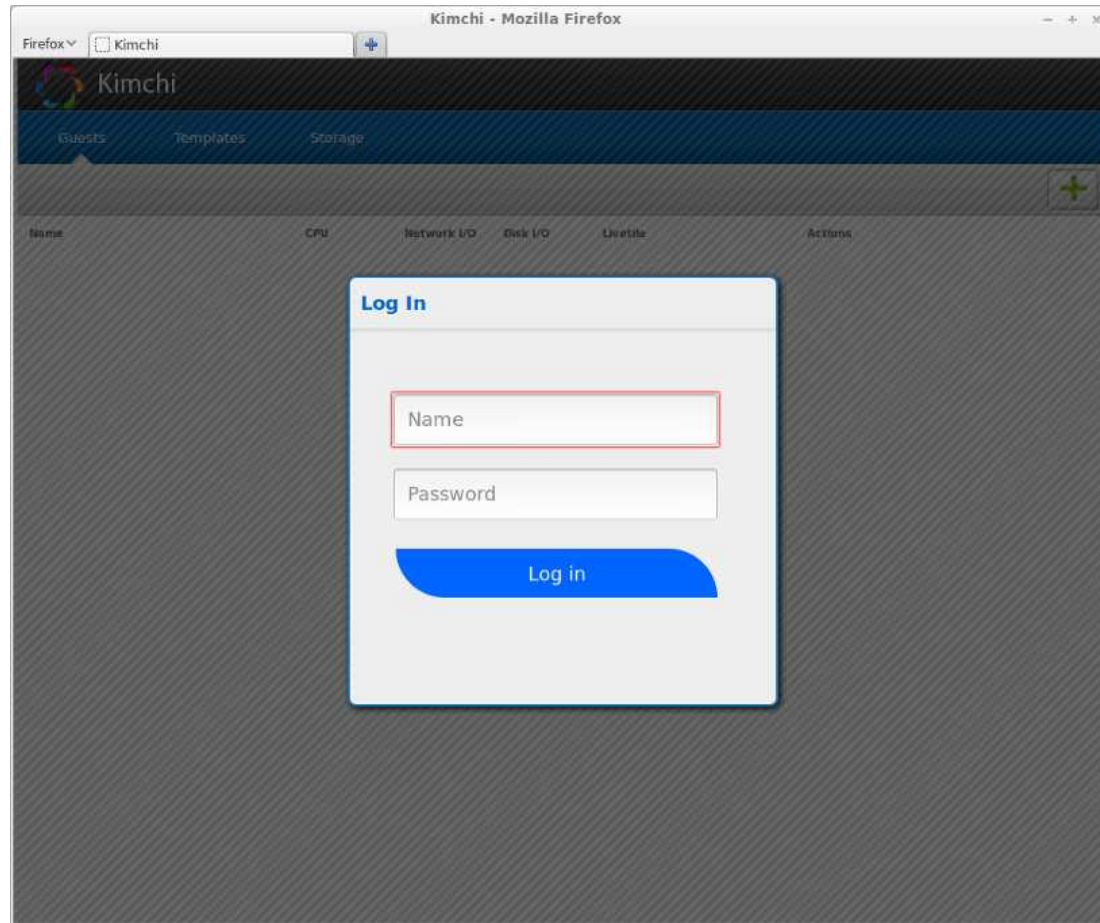 Kimchi - Mozilla Firefox
Firefox Kimchi
Kimchi
Guests Templates Storage
Name CPU Network I/O Disk I/O Livetile Actions
Log In
Name
Password
Log in